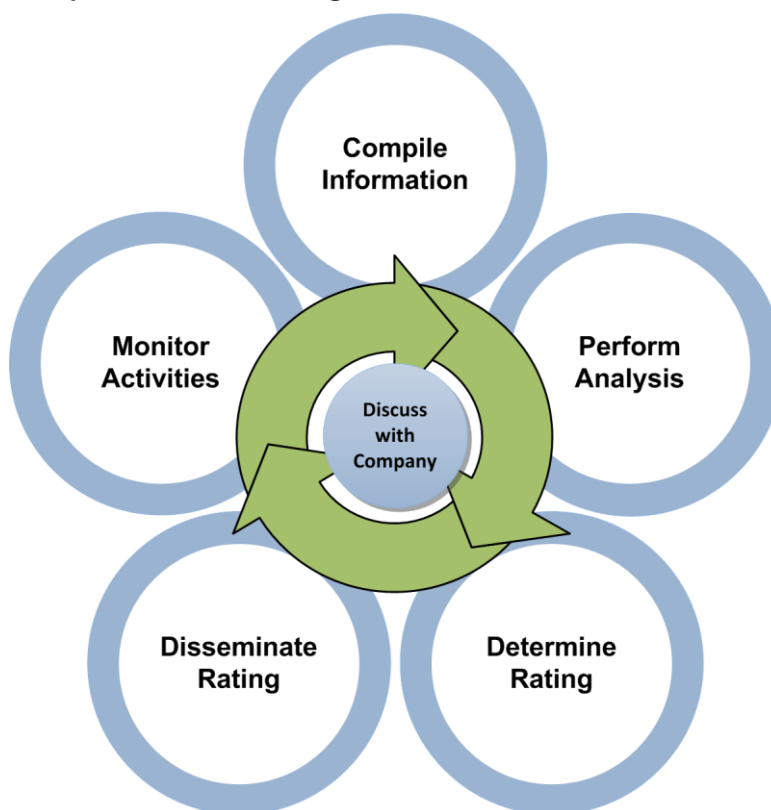 Compile
Information
Monitor
Activities
Perform
Analysis
Discuss
with
Company
Disseminate
Rating
Determine
Rating